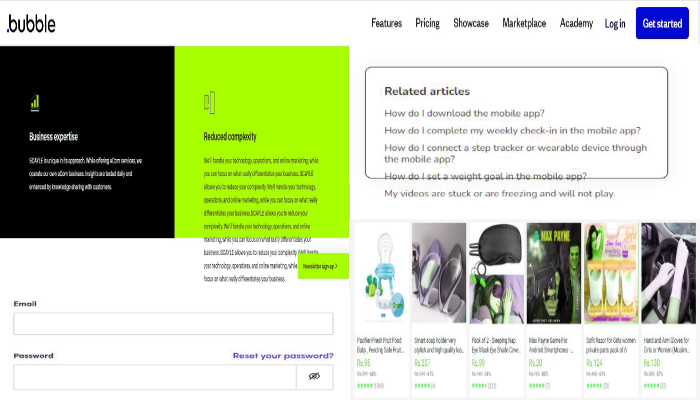 .bubble
Features
Pricing
Showcase
Marketplace
Academy
Log in
Get started
Business expertise
SCAYLE is unique in its approach. While offering eCom services, we
operate our own eCom business. Insights are tested daily and
enhanced by knowledge sharing with customers.
Reduced complexity
We'll handle your technology, operations, and online marketing, while
you can focus on what really differentiates your business. SCAYLE
allows you to reduce your complexity. We'll handle your technology,
operations, and online marketing, while you can focus on what really
differentiates your business. SCAYLE allows you to reduce your
complexity. We'll handle your technology, operations, and online
marketing, while you can focus on what really differentiates your
business. SCAYLE allows you to reduce your complexity. We'll handle
your technology, operations, and online marketing, while
you can focus
on what really differentiates your business.
Newsletter sign-up >
Email
Password
Reset your password?
Related articles
How do I download the mobile app?
How do I complete my weekly check-in in the mobile app?
How do I connect a step tracker or wearable device through
the mobile app?
How do I set a weight goal in the mobile app?
My videos are stuck or are freezing and will not play.
MAX PAYNE
Soft
Pacifier Fresh Fruit Food
Baby , Feeding Safe Fruit...
Rs.95
-68%
Smart soap holder very
stylish and high quality lea...
Rs.237
Pack of 2 - Sleeping Nap
Eye Mask Eye Shade Cove...
Rs.99
Max Payne Game For
Android Smartphones -...
Rs.20
Soft Razor for Girls women
private parts pack of 6
Rs.124
Hand and Arm Gloves for
Girls or Women (Muslim...
Rs.130